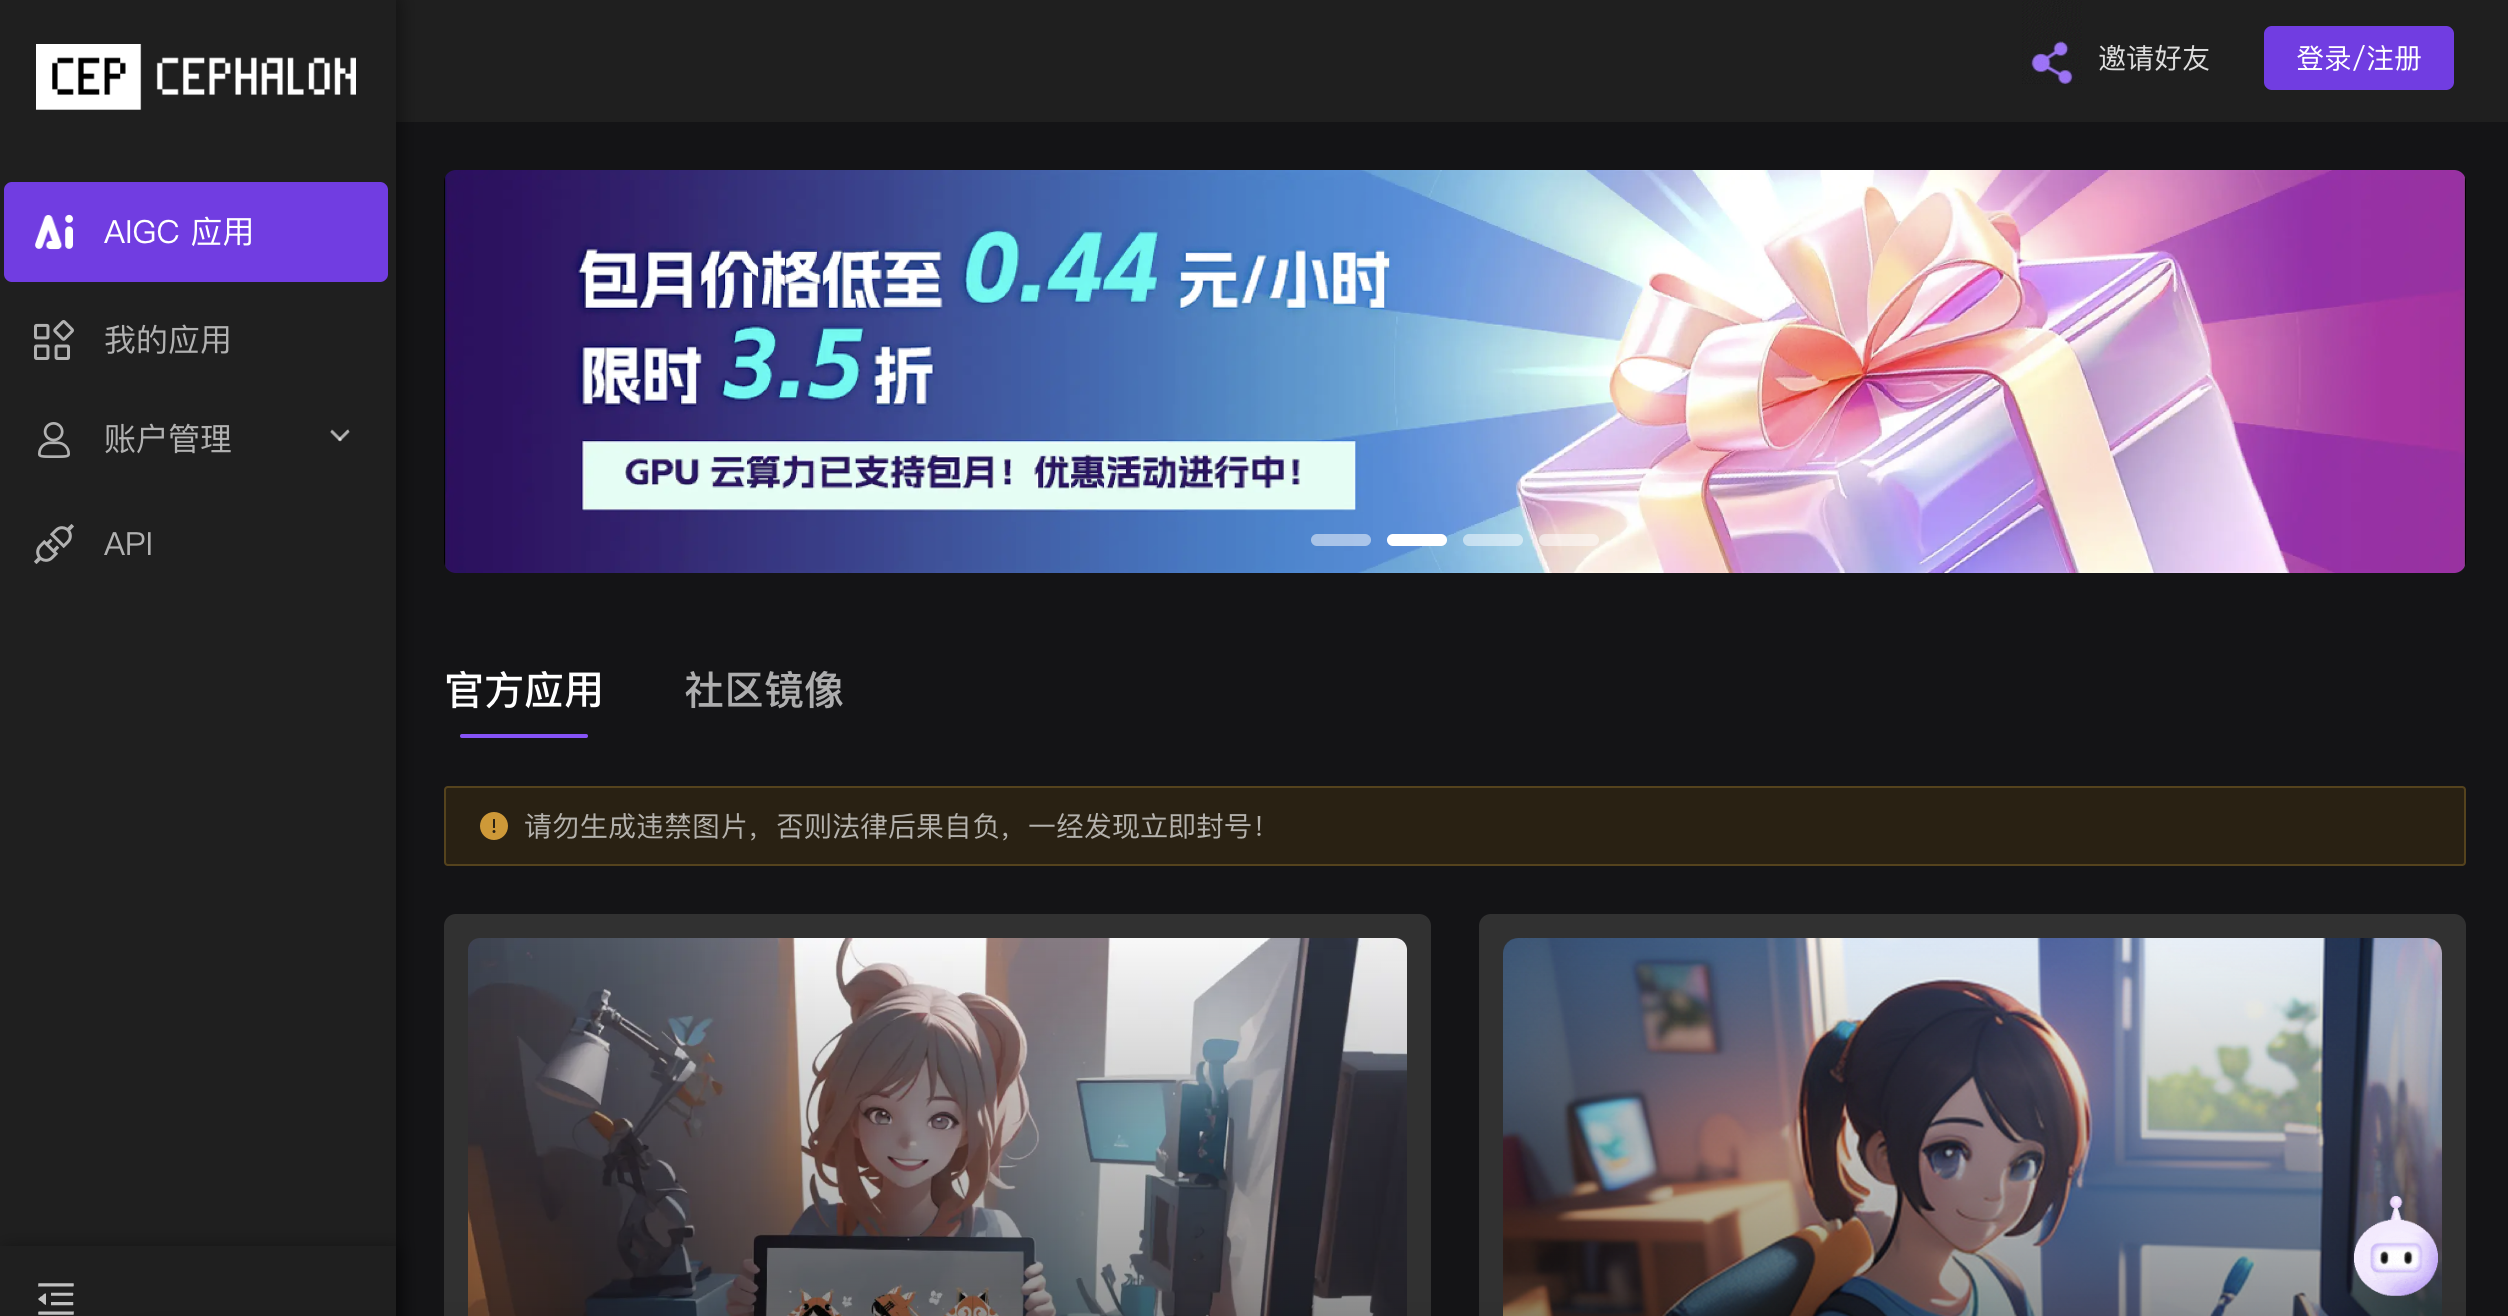 CEP CEPHALON
邀请好友
登录/注册
AIGC 应用
我的应用
账户管理
API
包月价格低至 0.44 元/小时
限时 3.5 折
GPU 云算力已支持包月！优惠活动进行中！
官方应用
社区镜像
请勿生成违禁图片，否则法律后果自负，一经发现立即封号！